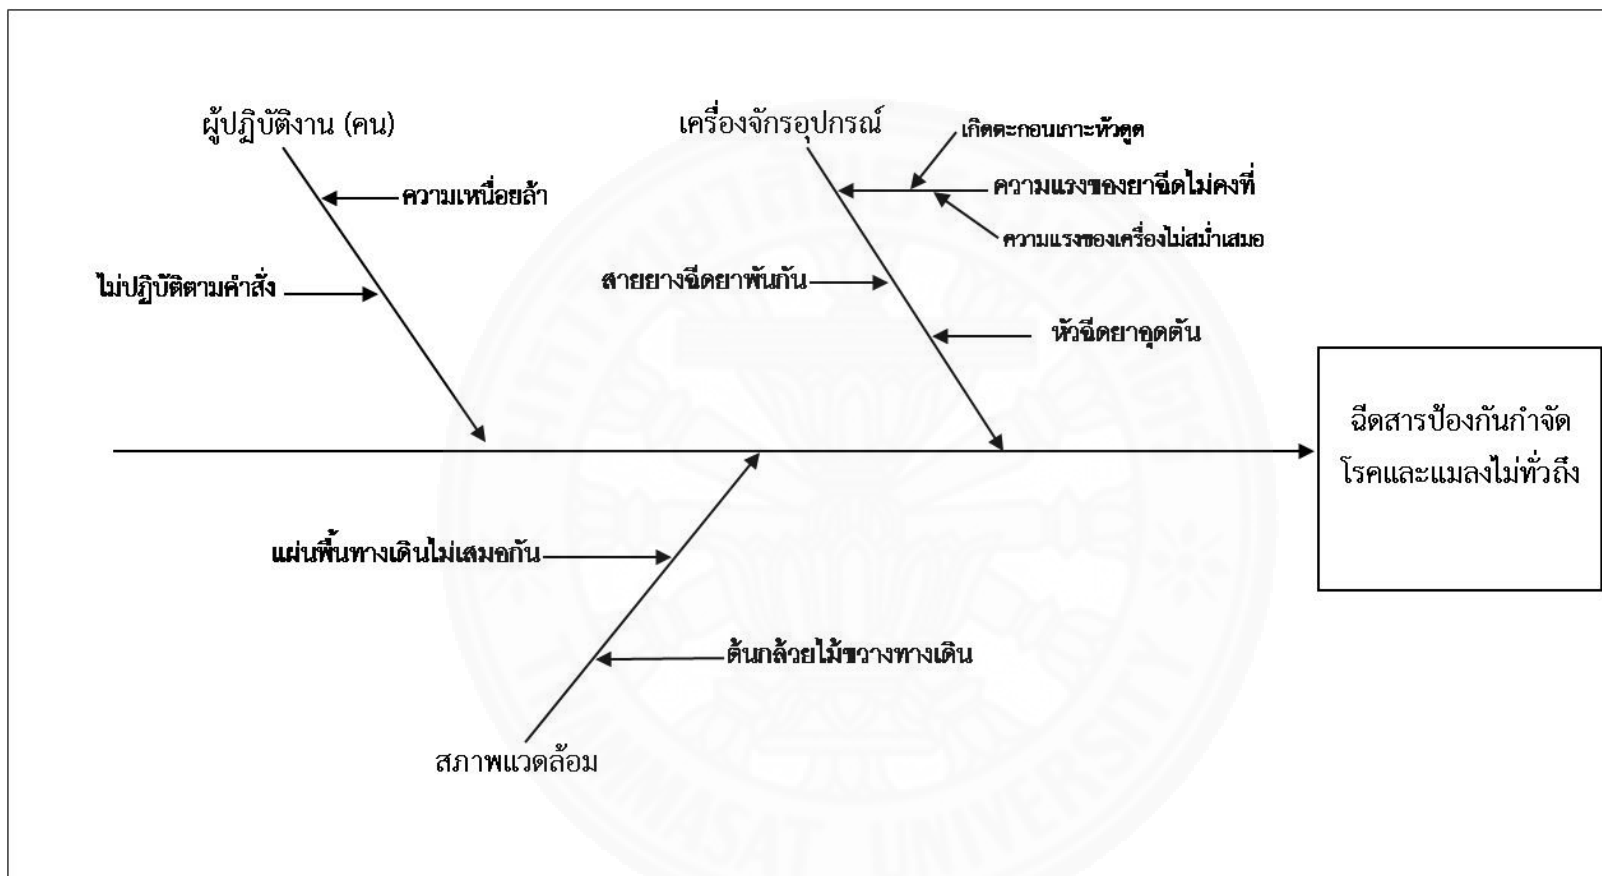 ผู้ปฏิบัติงาน (คน)
เครื่องจักรอุปกรณ์
เกิดตะกอนเกาะหัวดูด
ความเหนื่อยล้า
ความแรงของยาฉีดไม่คงที่
ความแรงของเครื่องไม่สม่ำเสมอ
ไม่ปฏิบัติตามคำสั่ง
สายยางฉีดยาพันกัน
หัวฉีดยาอุดตัน
ฉีดสารป้องกันกำจัด
โรคและแมลงไม่ทั่วถึง
แผ่นพื้นทางเดินไม่เสมอกัน
ต้นกล้วยไม้ขวางทางเดิน
สภาพแวดล้อม
THAMMASAT UNIVERSITY